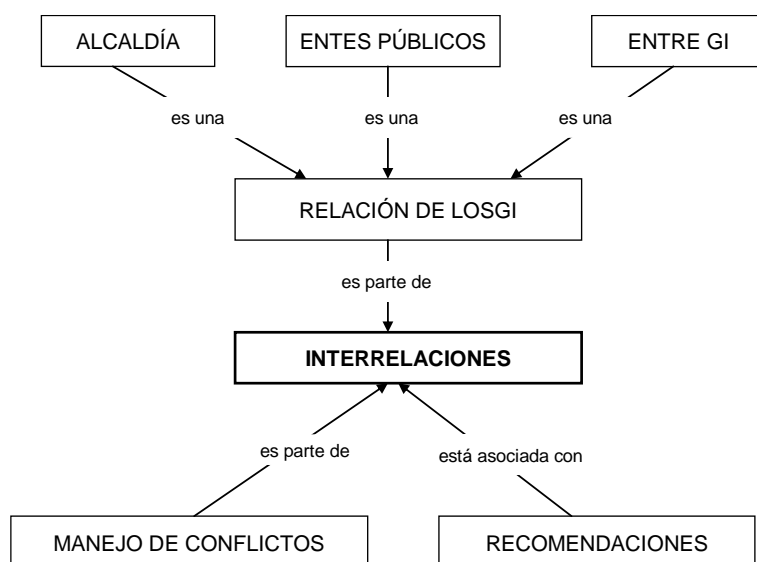 ALCALDÍA
ENTES PÚBLICOS
ENTRE GI
es una
es una
es una
RELACIÓN DE LOSGI
es parte de
INTERRELACIONES
es parte de
está asociada con
MANEJO DE CONFLICTOS
RECOMENDACIONES